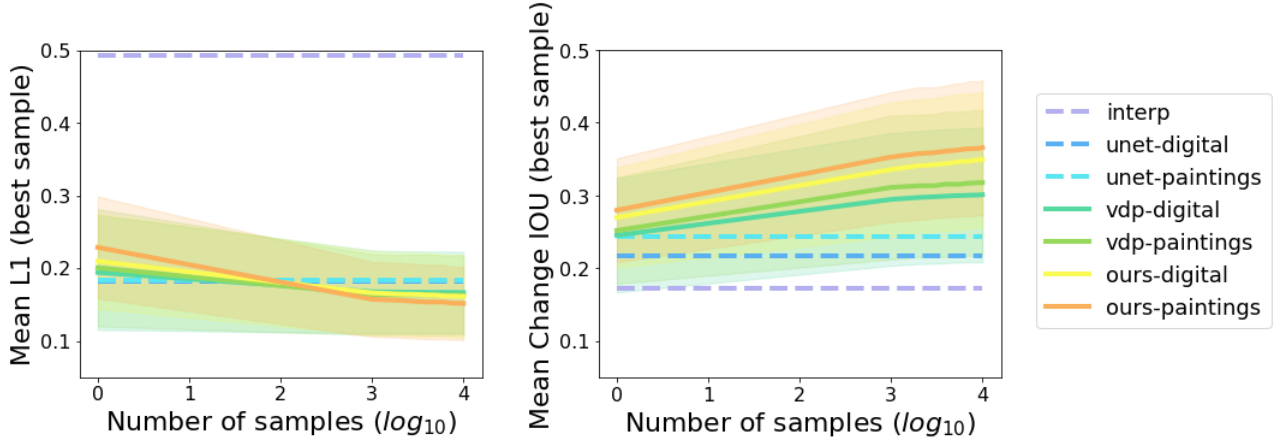 Mean L1 (best sample)
0.5
0.4
0.3
0.2
0.1
0 1 2 3 4
Number of samples (log₁₀)
Mean Change IOU (best sample)
0.5
0.4
0.3
0.2
0.1
0 1 2 3 4
Number of samples (log₁₀)
interp
unet-digital
unet-paintings
vdp-digital
vdp-paintings
ours-digital
ours-paintings